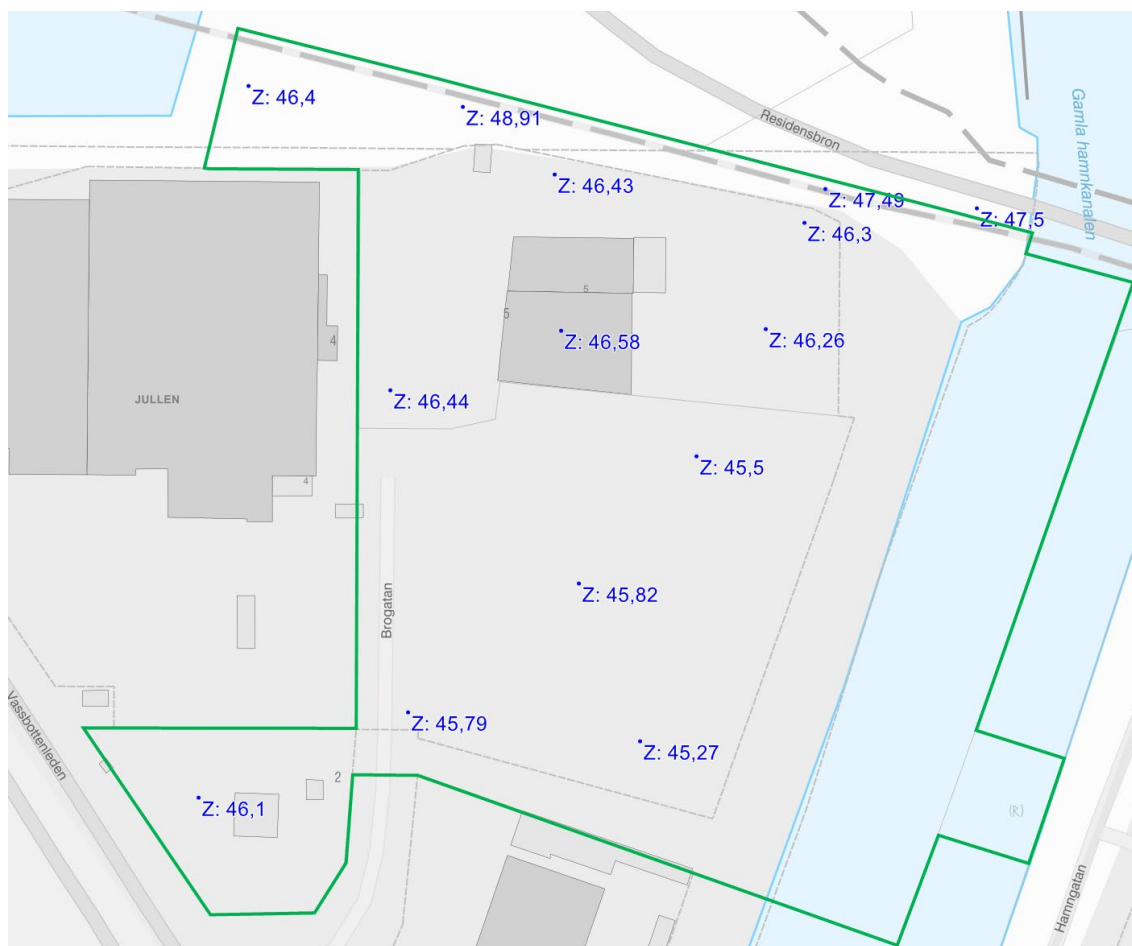 Z: 46,4
Z: 48,91
Residensbron
Gamla hamnkanalen
Z: 46,43
Z: 47,49
Z: 47,5
Z: 46,3
5
5
Z: 46,58
Z: 46,26
4
JULLEN
Z: 46,44
Z: 45,5
4
Brogatan
Z: 45,82
Vassbottenleden
Z: 45,79
Z: 45,27
2
Z: 46,1
(R)
Hamngatan